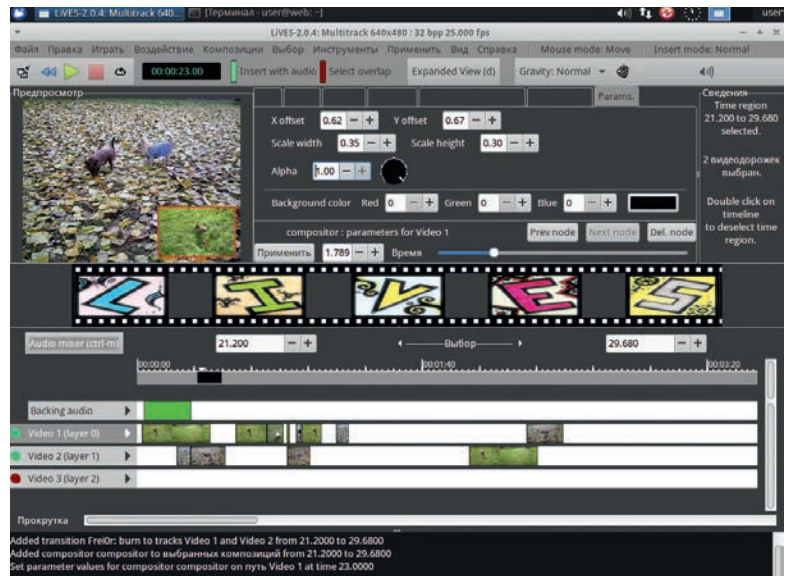 LiVES-2.0.4: Multitrack 640... [Терминал - user@web: ~] user
LiVES-2.0.4: Multitrack 640x480 : 32 bpp 25.000 fps
Файл Правка Играть Воздействие Композиции Выбор Инструменты Применить Вид Справка Mouse mode: Move Insert mode: Normal
00:00:23.00 Insert with audio Select overlap Expanded View (d) Gravity: Normal
Предпросмотр Params. Сведения
Time region
X offset 0.62 − + Y offset 0.67 − + 21.200 to 29.680
selected.
Scale width 0.35 − + Scale height 0.30 − +
2 видеодорожек
Alpha 1.00 − + выбран.
Background color Red 0 − + Green 0 − + Blue 0 − + Double click on
timeline
compositor : parameters for Video 1 Prev node Next node Del. node to deselect time
region.
Применить 1.789 − + Время
L I V E S
Audio mixer (ctrl-m) 21.200 − + Выбор 29.680 − +
00:00:00 00:01:40 00:03:20
Backing audio
Video 1 (layer 0)
Video 2 (layer 1)
Video 3 (layer 2)
Прокрутка
Added transition Frei0r: burn to tracks Video 1 and Video 2 from 21.2000 to 29.6800
Added compositor compositor to выбранных композиций from 21.2000 to 29.6800
Set parameter values for compositor compositor on путь Video 1 at time 23.0000